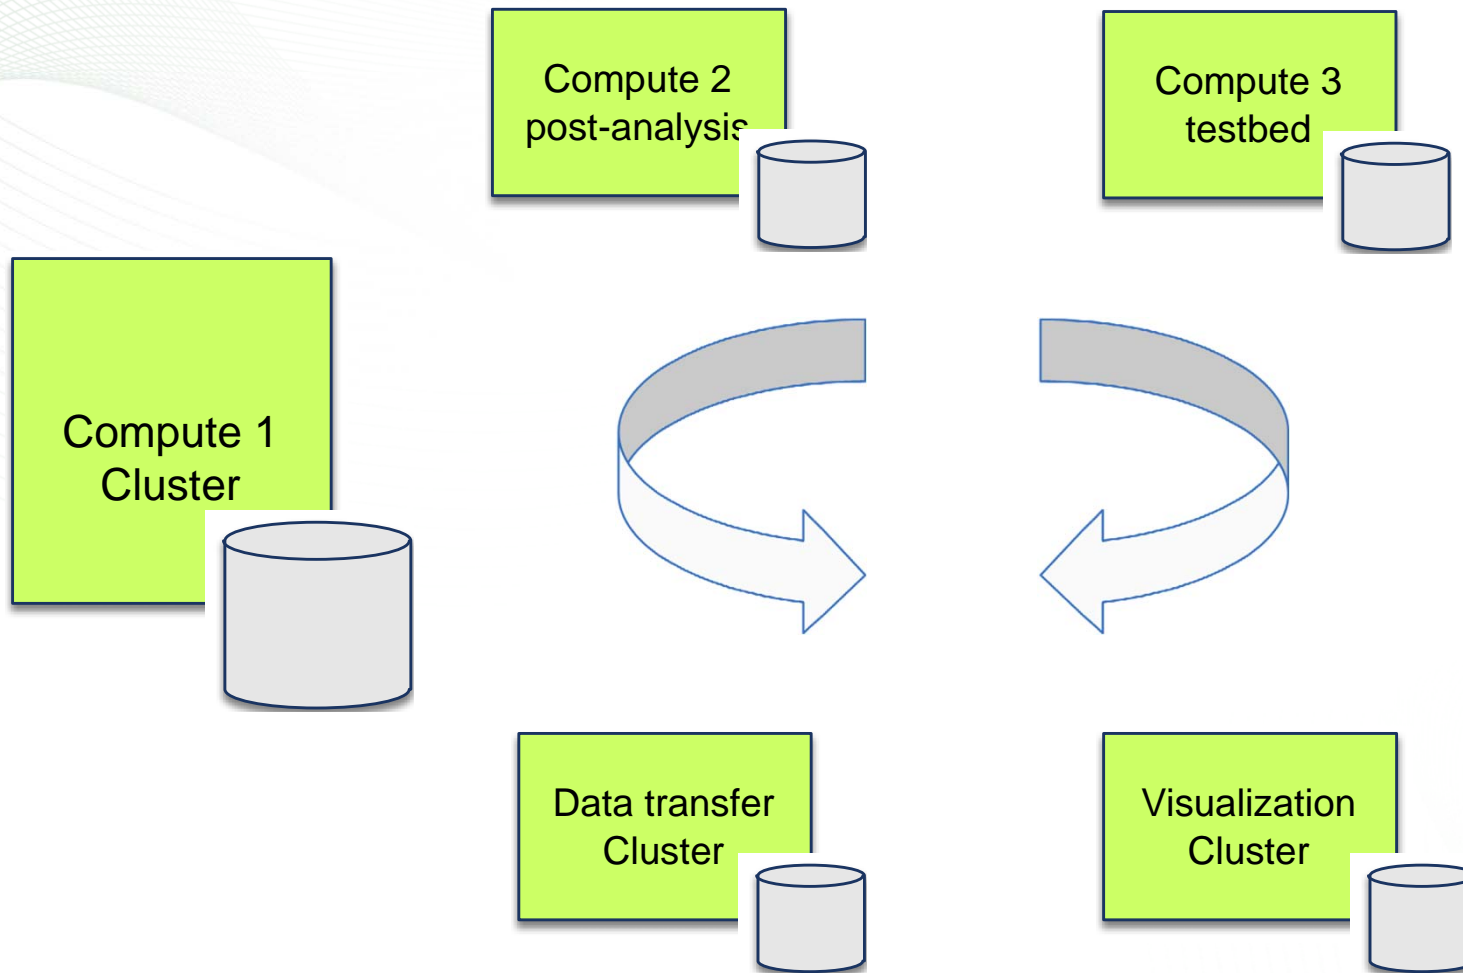 Compute 2
post-analysis
Compute 3
testbed
Compute 1
Cluster
Data transfer
Cluster
Visualization
Cluster